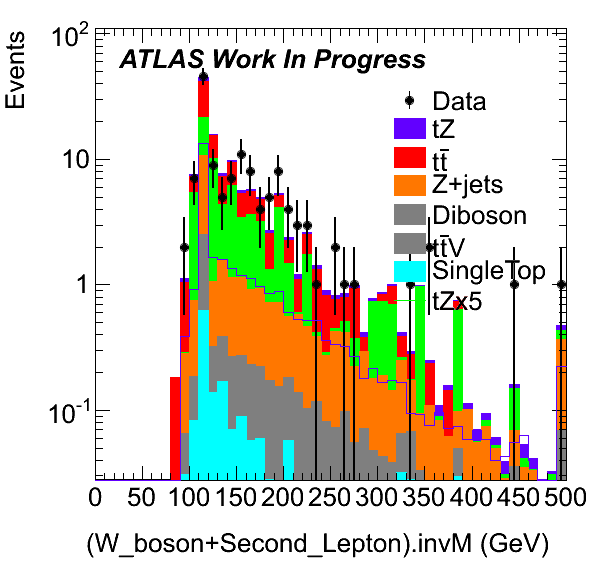 Events
ATLAS Work In Progress
Data
tZ
tt̄
Z+jets
Diboson
tt̄V
SingleTop
tZx5
10²
10
1
10⁻¹
0 50 100 150 200 250 300 350 400 450 500
(W_boson+Second_Lepton).invM (GeV)